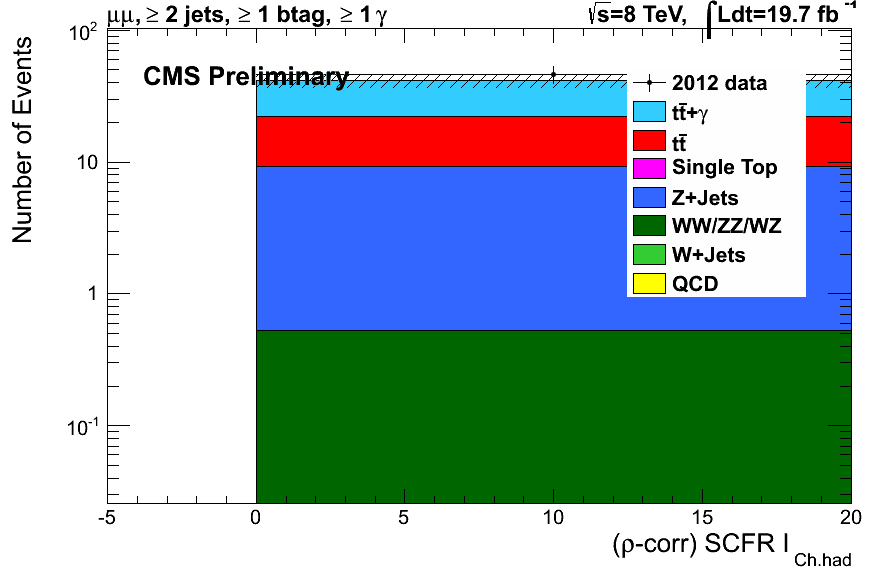 μμ, ≥ 2 jets, ≥ 1 btag, ≥ 1 γ
√s=8 TeV, ∫Ldt=19.7 fb⁻¹
CMS Preliminary
2012 data
tt̄+γ
tt̄
Single Top
Z+Jets
WW/ZZ/WZ
W+Jets
QCD
Number of Events
10²
10
1
10⁻¹
-5 0 5 10 15 20
(ρ-corr) SCFR I Ch.had